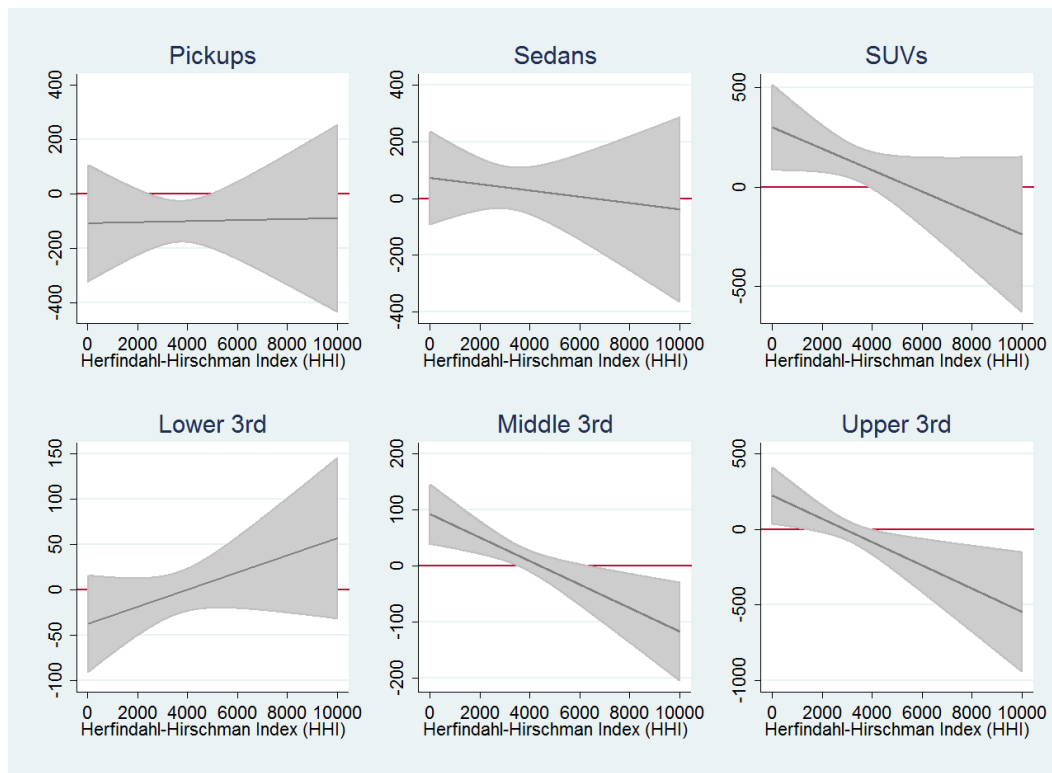 Pickups
400
200
0
-200
-400
0 2000 4000 6000 8000 10000
Herfindahl-Hirschman Index (HHI)
Sedans
400
200
0
-200
-400
0 2000 4000 6000 8000 10000
Herfindahl-Hirschman Index (HHI)
SUVs
500
0
-500
0 2000 4000 6000 8000 10000
Herfindahl-Hirschman Index (HHI)
Lower 3rd
150
100
50
0
-50
-100
0 2000 4000 6000 8000 10000
Herfindahl-Hirschman Index (HHI)
Middle 3rd
200
100
0
-100
-200
0 2000 4000 6000 8000 10000
Herfindahl-Hirschman Index (HHI)
Upper 3rd
500
0
-500
-1000
0 2000 4000 6000 8000 10000
Herfindahl-Hirschman Index (HHI)